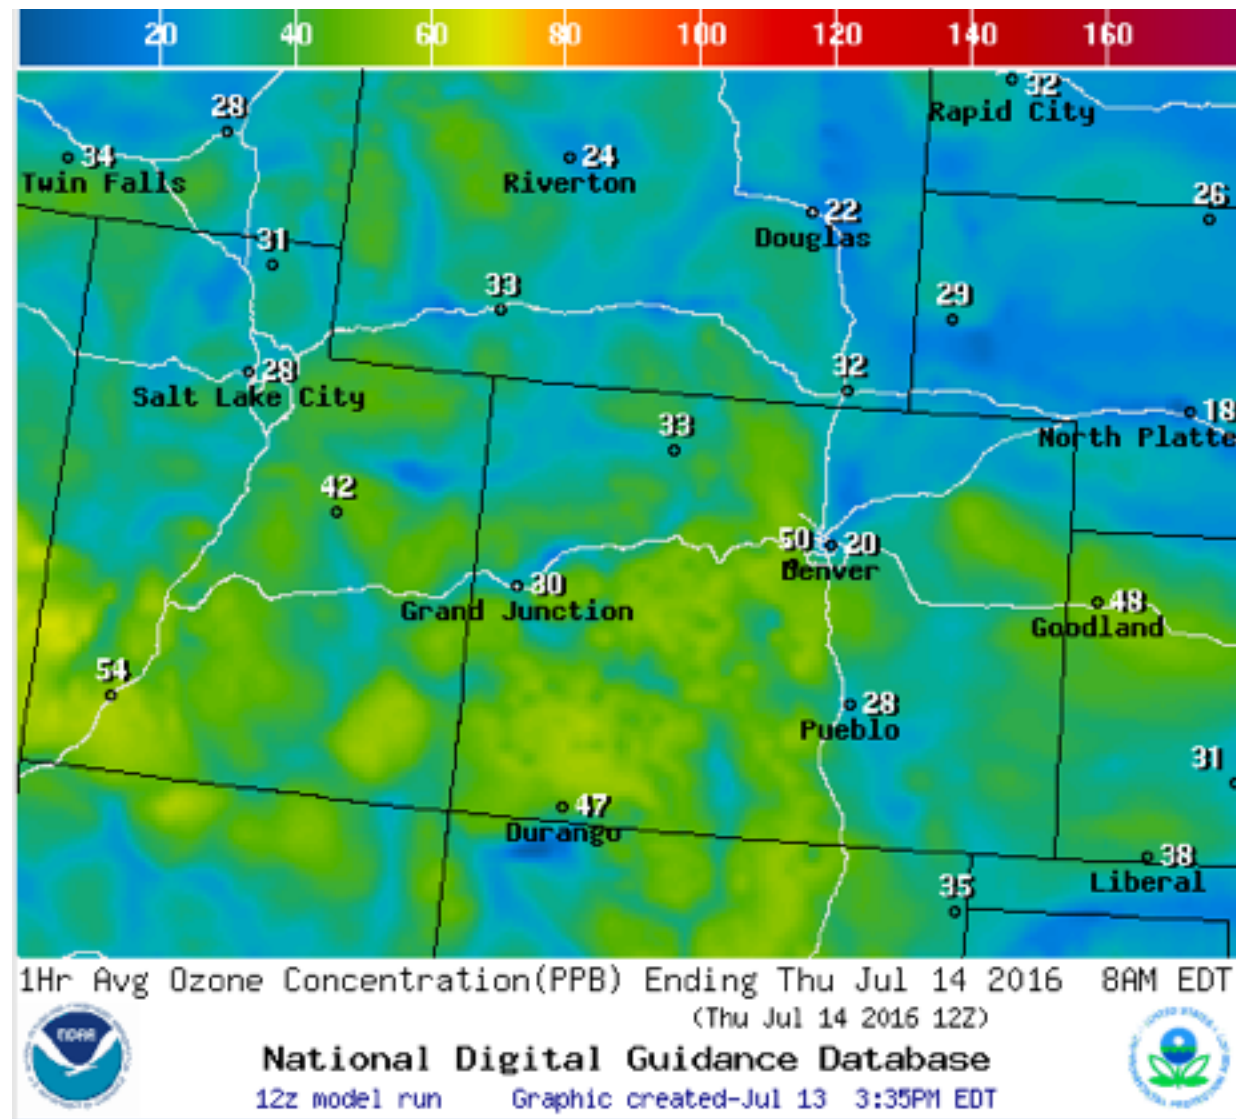 20 40 60 80 100 120 140 160
32
Rapid City
28
34
Twin Falls
24
Riverton
26
22
Douglas
31
33
29
28
Salt Lake City
32
18
North Platte
33
42
50
20
Denver
30
Grand Junction
48
Goodland
54
28
Pueblo
31
47
Durango
38
Liberal
35
1Hr Avg Ozone Concentration(PPB) Ending Thu Jul 14 2016 8AM EDT
(Thu Jul 14 2016 12Z)
NOAA
National Digital Guidance Database
12z model run Graphic created-Jul 13 3:35PM EDT